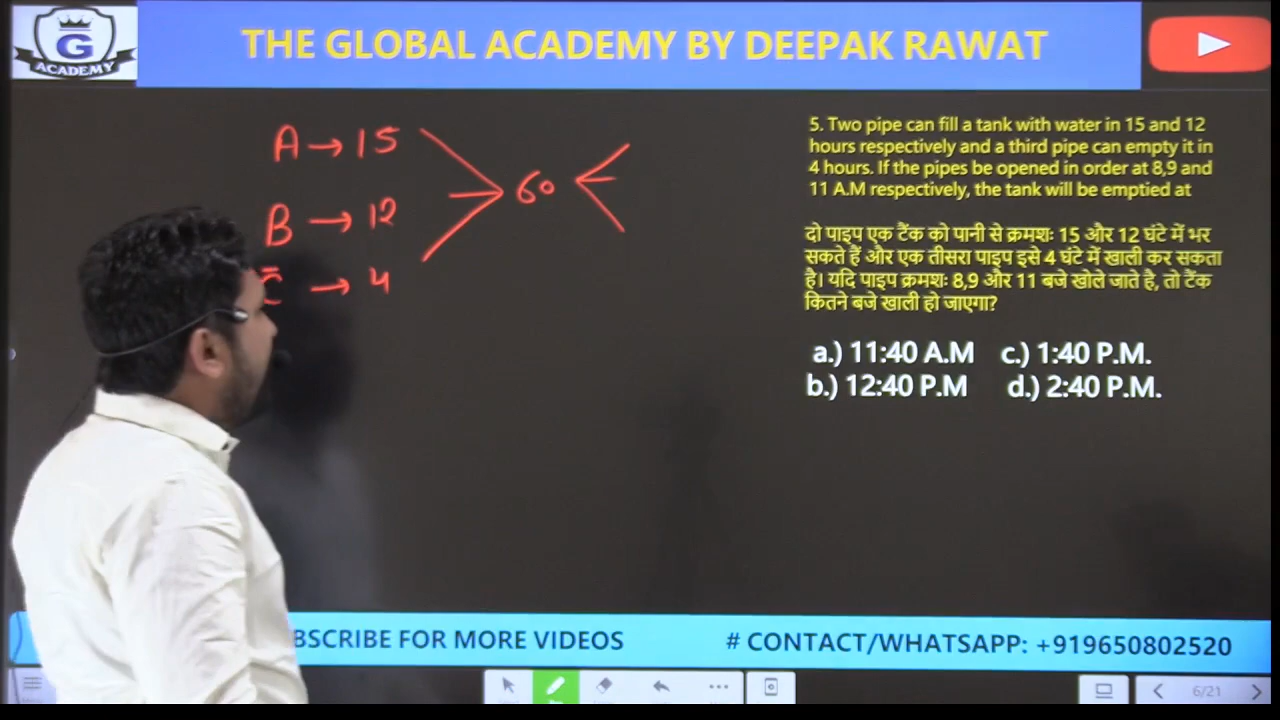 G
ACADEMY
THE GLOBAL ACADEMY BY DEEPAK RAWAT
A → 15
B → 12
C → 4
60
5. Two pipe can fill a tank with water in 15 and 12
hours respectively and a third pipe can empty it in
4 hours. If the pipes be opened in order at 8,9 and
11 A.M respectively, the tank will be emptied at
दो पाइप एक टैंक को पानी से क्रमशः 15 और 12 घंटे में भर
सकते हैं और एक तीसरा पाइप इसे 4 घंटे में खाली कर सकता
है। यदि पाइप क्रमशः 8,9 और 11 बजे खोले जाते है, तो टैंक
कितने बजे खाली हो जाएगा?
a.) 11:40 A.M c.) 1:40 P.M.
b.) 12:40 P.M d.) 2:40 P.M.
BSCRIBE FOR MORE VIDEOS # CONTACT/WHATSAPP: +919650802520
6/21